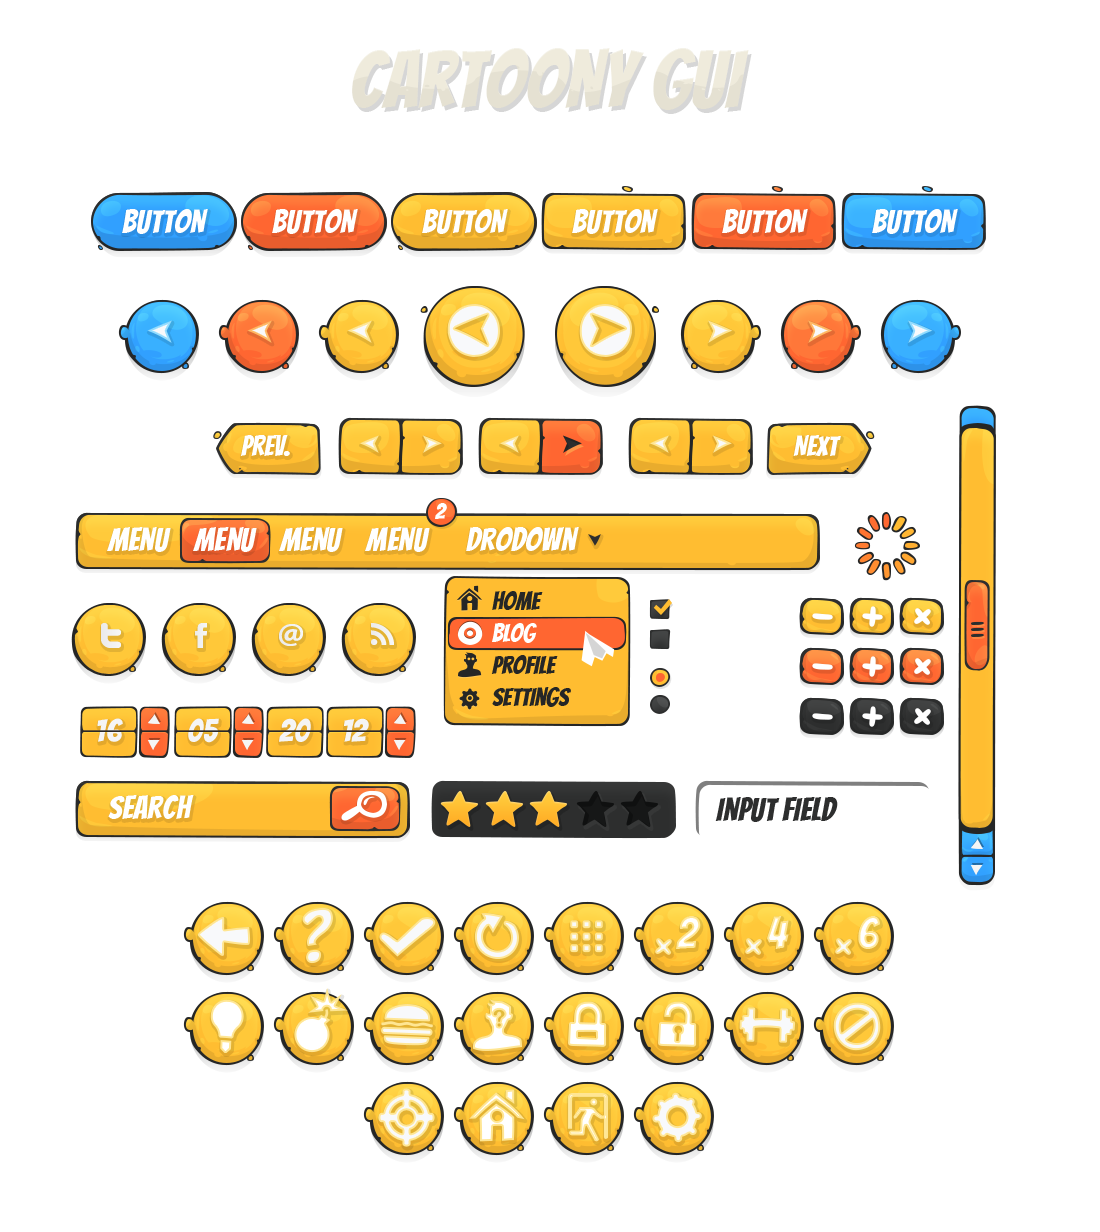 CARTOONY GUI
BUTTON BUTTON BUTTON BUTTON BUTTON BUTTON
PREV. NEXT
2
MENU MENU MENU MENU DRODOWN
HOME
BLOG
PROFILE
SETTINGS
16 05 20 12
SEARCH
INPUT FIELD
x2 x4 x6